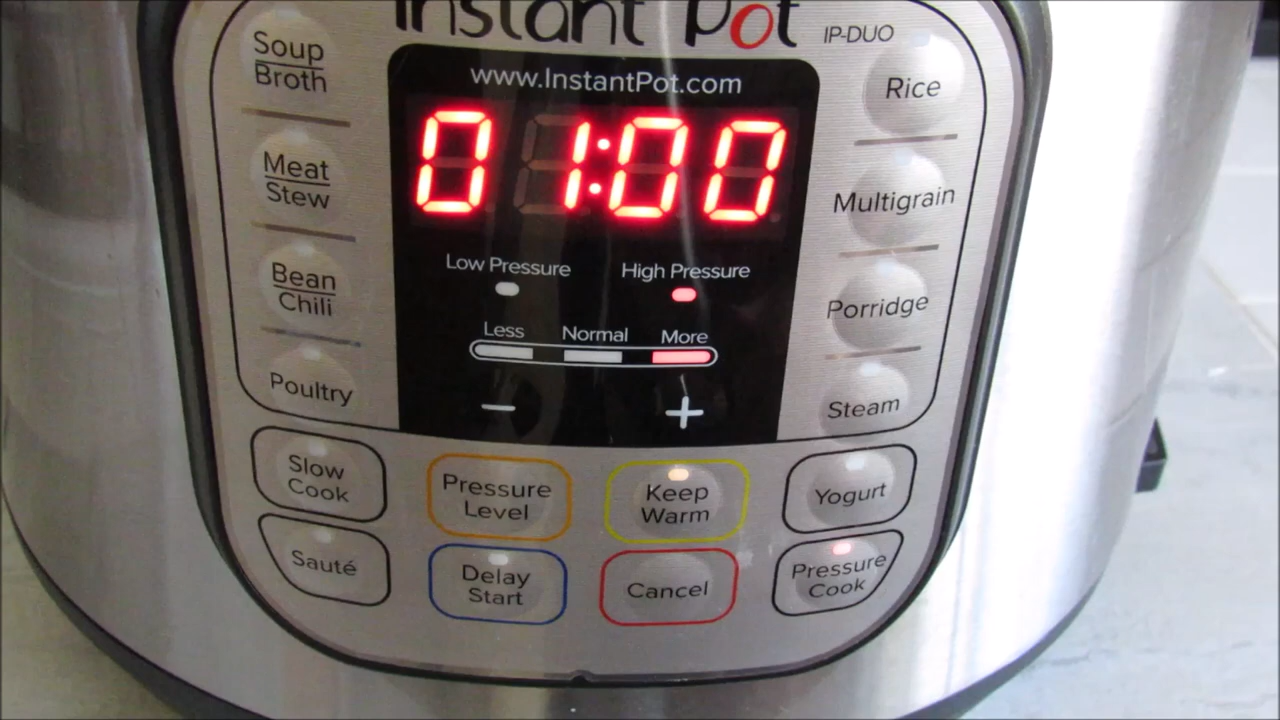 Instant Pot IP-DUO
www.InstantPot.com
01:00
Low Pressure High Pressure
Less Normal More
− +
Soup
Broth
Meat
Stew
Bean
Chili
Poultry
Rice
Multigrain
Porridge
Steam
Slow
Cook
Pressure
Level
Keep
Warm
Yogurt
Sauté
Delay
Start
Cancel
Pressure
Cook